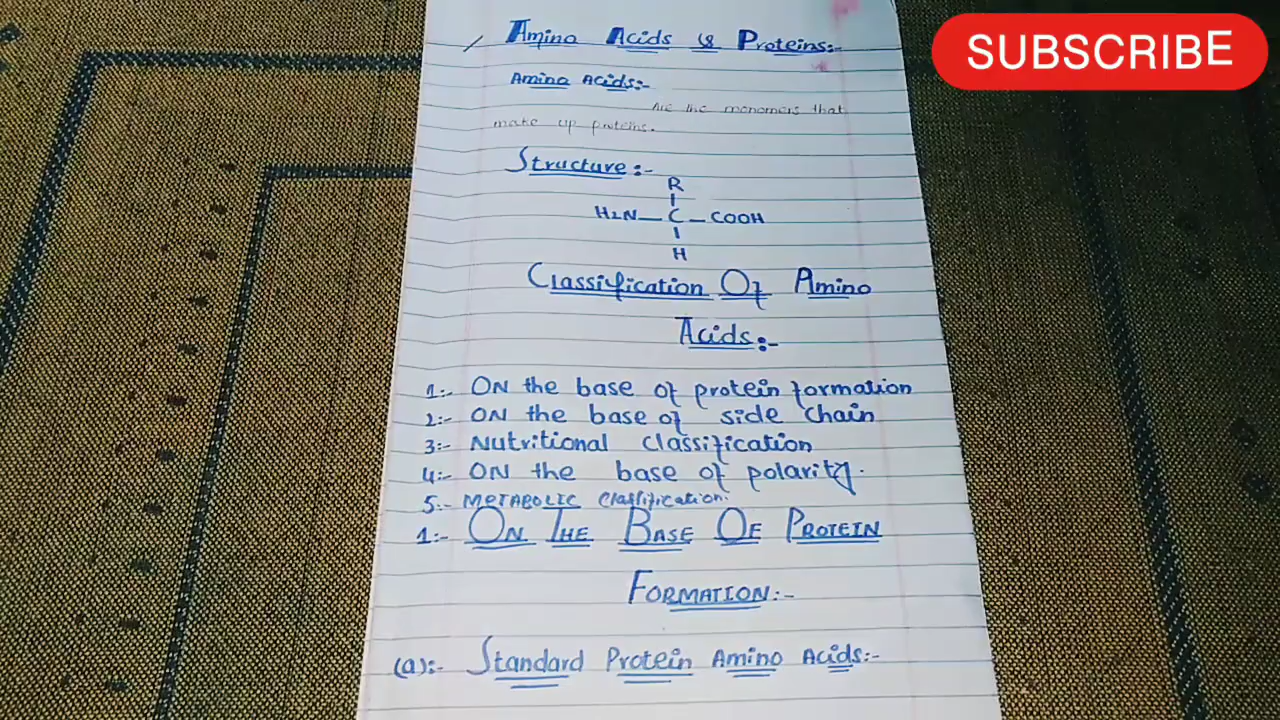 Amino Acids & Proteins:-
SUBSCRIBE
Amino Acids:-
Are the monomers that
make up proteins.
Structure:-
R
H2N — C — COOH
H
Classification Of Amino
Acids:-
1:- ON the base of protein formation
2:- ON the base of side chain
3:- Nutritional classification
4:- ON the base of polarity.
5:- METABOLIC classification.
1:- ON THE BASE OF PROTEIN
FORMATION:-
(a):- Standard Protein Amino Acids:-